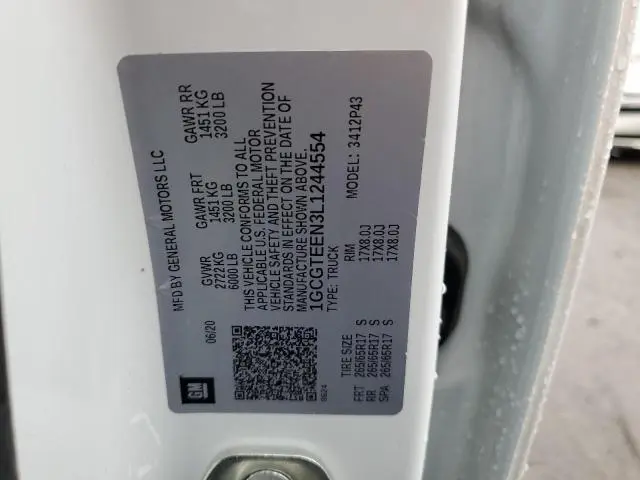 MFD BY GENERAL MOTORS LLC
06/20
GVWR GAWR FRT GAWR RR
2722 KG 1451 KG 1451 KG
6000 LB 3200 LB 3200 LB
THIS VEHICLE CONFORMS TO ALL
APPLICABLE U.S. FEDERAL MOTOR
VEHICLE SAFETY AND THEFT PREVENTION
STANDARDS IN EFFECT ON THE DATE OF
MANUFACTURE SHOWN ABOVE.
1GCGTEEN3L1244554
TYPE: TRUCK MODEL: 3412P43
TIRE SIZE RIM
FRT 265/65R17 S 17X8.0J
RR 265/65R17 S 17X8.0J
SPA 265/65R17 S 17X8.0J
GM